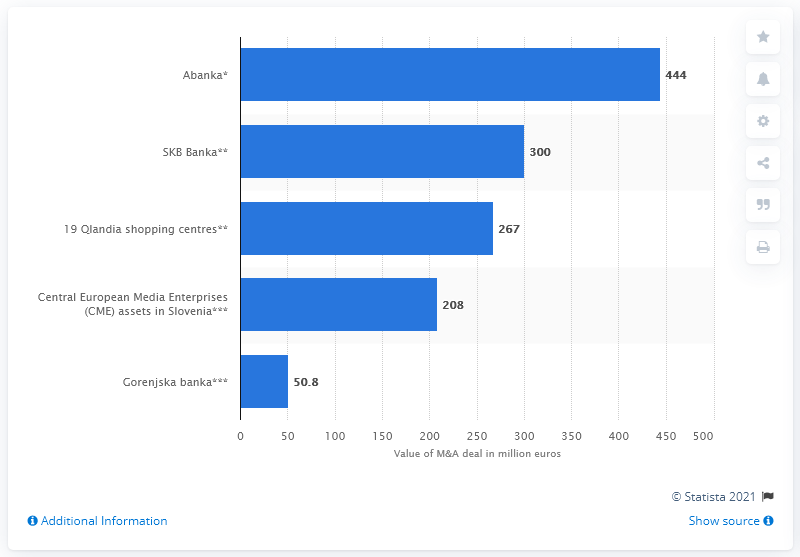 Abanka*
444
SKB Banka**
300
19 Qlandia shopping centres**
267
Central European Media Enterprises
(CME) assets in Slovenia***
208
Gorenjska banka***
50.8
0 50 100 150 200 250 300 350 400 450 500
Value of M&A deal in million euros
© Statista 2021
Additional Information
Show source